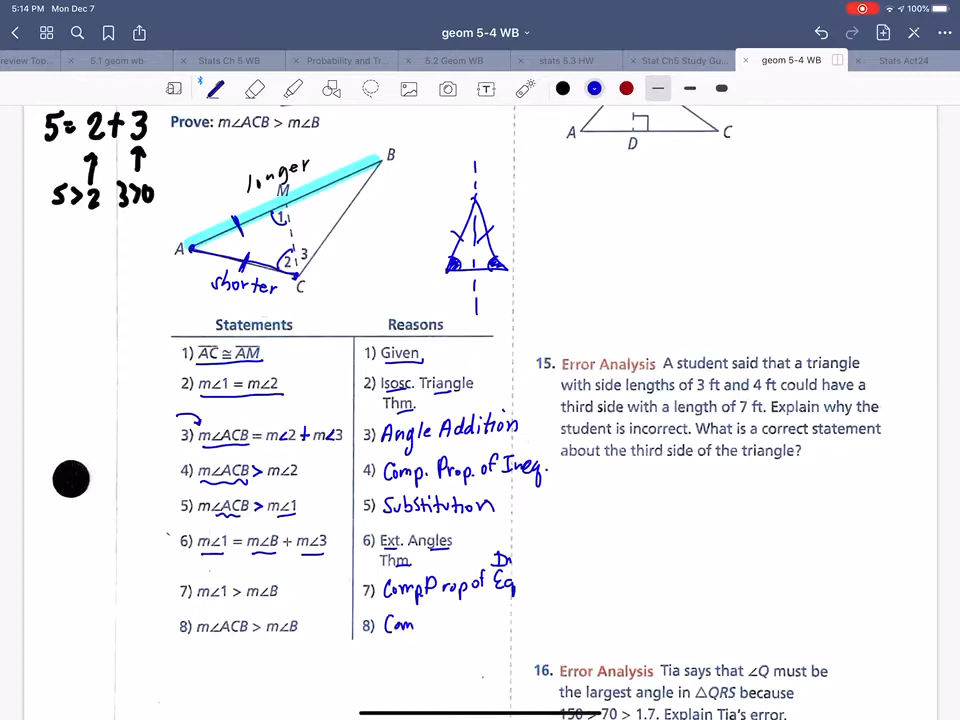 5:14 PM Mon Dec 7
100%
geom 5-4 WB
review Top...
5.1 geom wb
Stats Ch 5 WB
Probability and Tr...
5.2 Geom WB
stats 5.3 HW
Stat Ch5 Study Gu...
geom 5-4 WB
Stats Act24
5 = 2 + 3
5>2 3>0
Prove: m∠ACB > m∠B
longer
B
M
1
A
2 3
shorter
C
A
D
C
Statements Reasons
1) AC ≅ AM 1) Given
2) m∠1 = m∠2 2) Isosc. Triangle
Thm.
3) m∠ACB = m∠2 + m∠3 3) Angle Addition
4) m∠ACB > m∠2 4) Comp. Prop. of Ineq.
5) m∠ACB > m∠1 5) Substitution
6) m∠1 = m∠B + m∠3 6) Ext. Angles
Thm.
In
7) m∠1 > m∠B 7) Comp. Prop of Eq
8) m∠ACB > m∠B 8) Com
15. Error Analysis A student said that a triangle
with side lengths of 3 ft and 4 ft could have a
third side with a length of 7 ft. Explain why the
student is incorrect. What is a correct statement
about the third side of the triangle?
16. Error Analysis Tia says that ∠Q must be
the largest angle in △QRS because
150 > 70 > 1.7. Explain Tia's error.